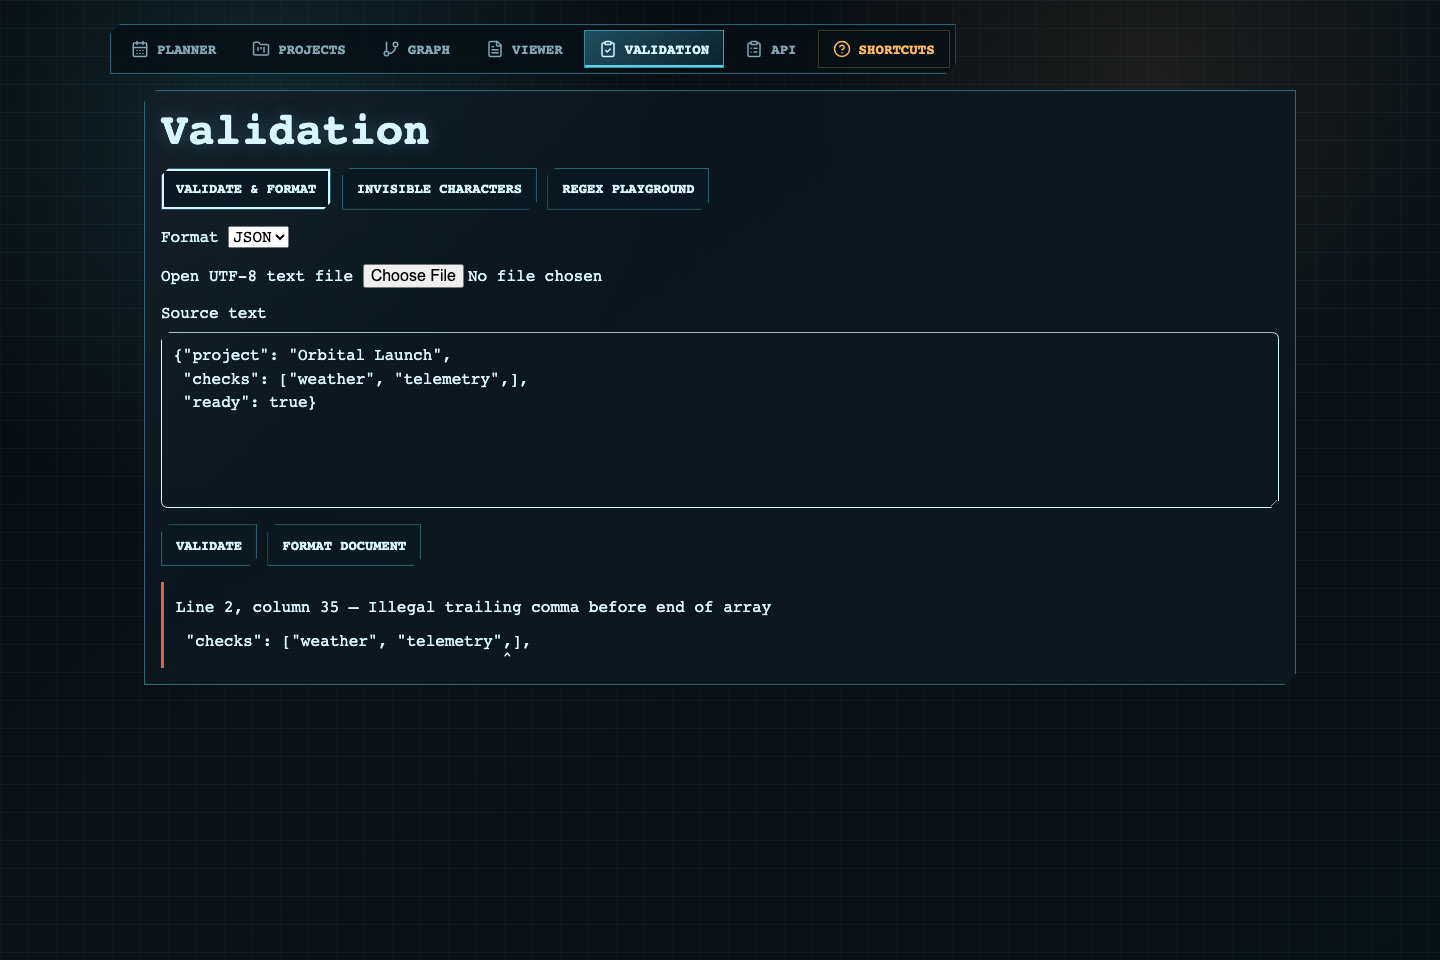 PLANNER PROJECTS GRAPH VIEWER VALIDATION API SHORTCUTS
Validation
VALIDATE & FORMAT INVISIBLE CHARACTERS REGEX PLAYGROUND
Format JSON
Open UTF-8 text file Choose File No file chosen
Source text
{"project": "Orbital Launch",
 "checks": ["weather", "telemetry",],
 "ready": true}
VALIDATE FORMAT DOCUMENT
Line 2, column 35 — Illegal trailing comma before end of array
 "checks": ["weather", "telemetry",],
^